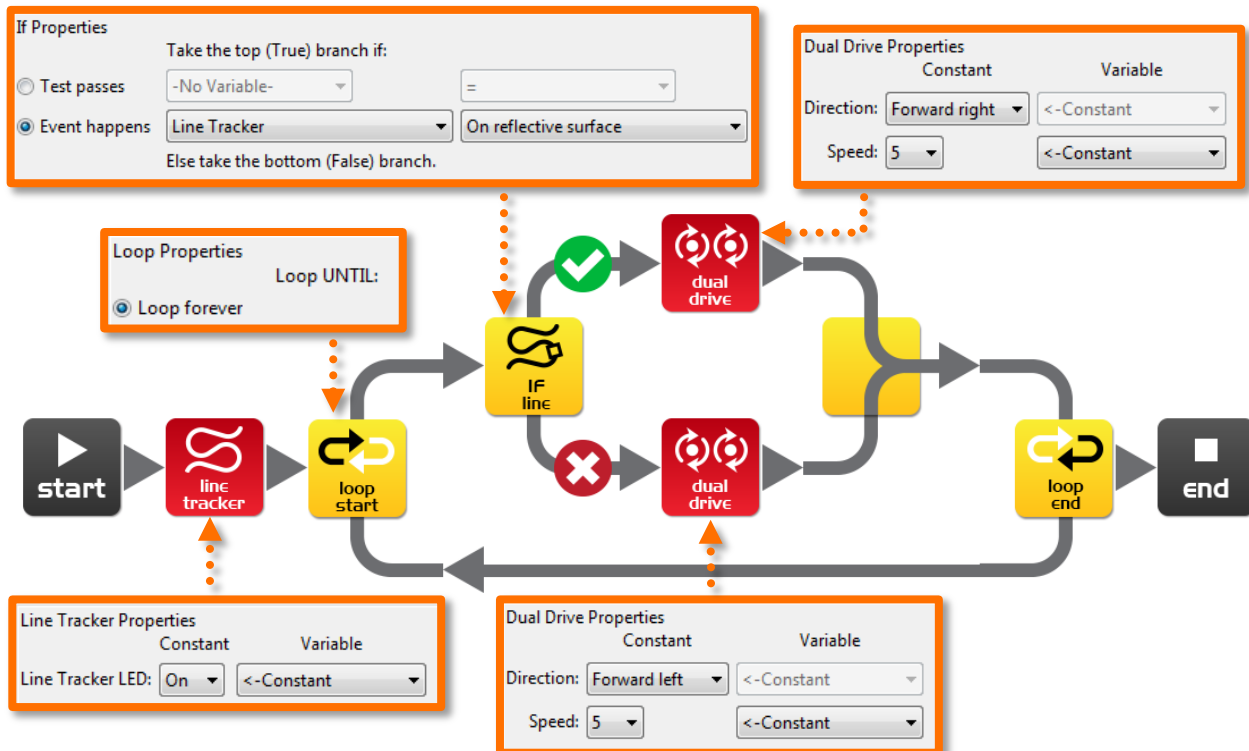 If Properties
Take the top (True) branch if:
Test passes
-No Variable-
=
Event happens
Line Tracker
On reflective surface
Else take the bottom (False) branch.
Dual Drive Properties
Constant Variable
Direction: Forward right <-Constant
Speed: 5 <-Constant
Loop Properties
Loop UNTIL:
Loop forever
dual
drive
IF
line
start
line
tracker
loop
start
dual
drive
loop
end
end
Line Tracker Properties
Constant Variable
Line Tracker LED: On <-Constant
Dual Drive Properties
Constant Variable
Direction: Forward left <-Constant
Speed: 5 <-Constant